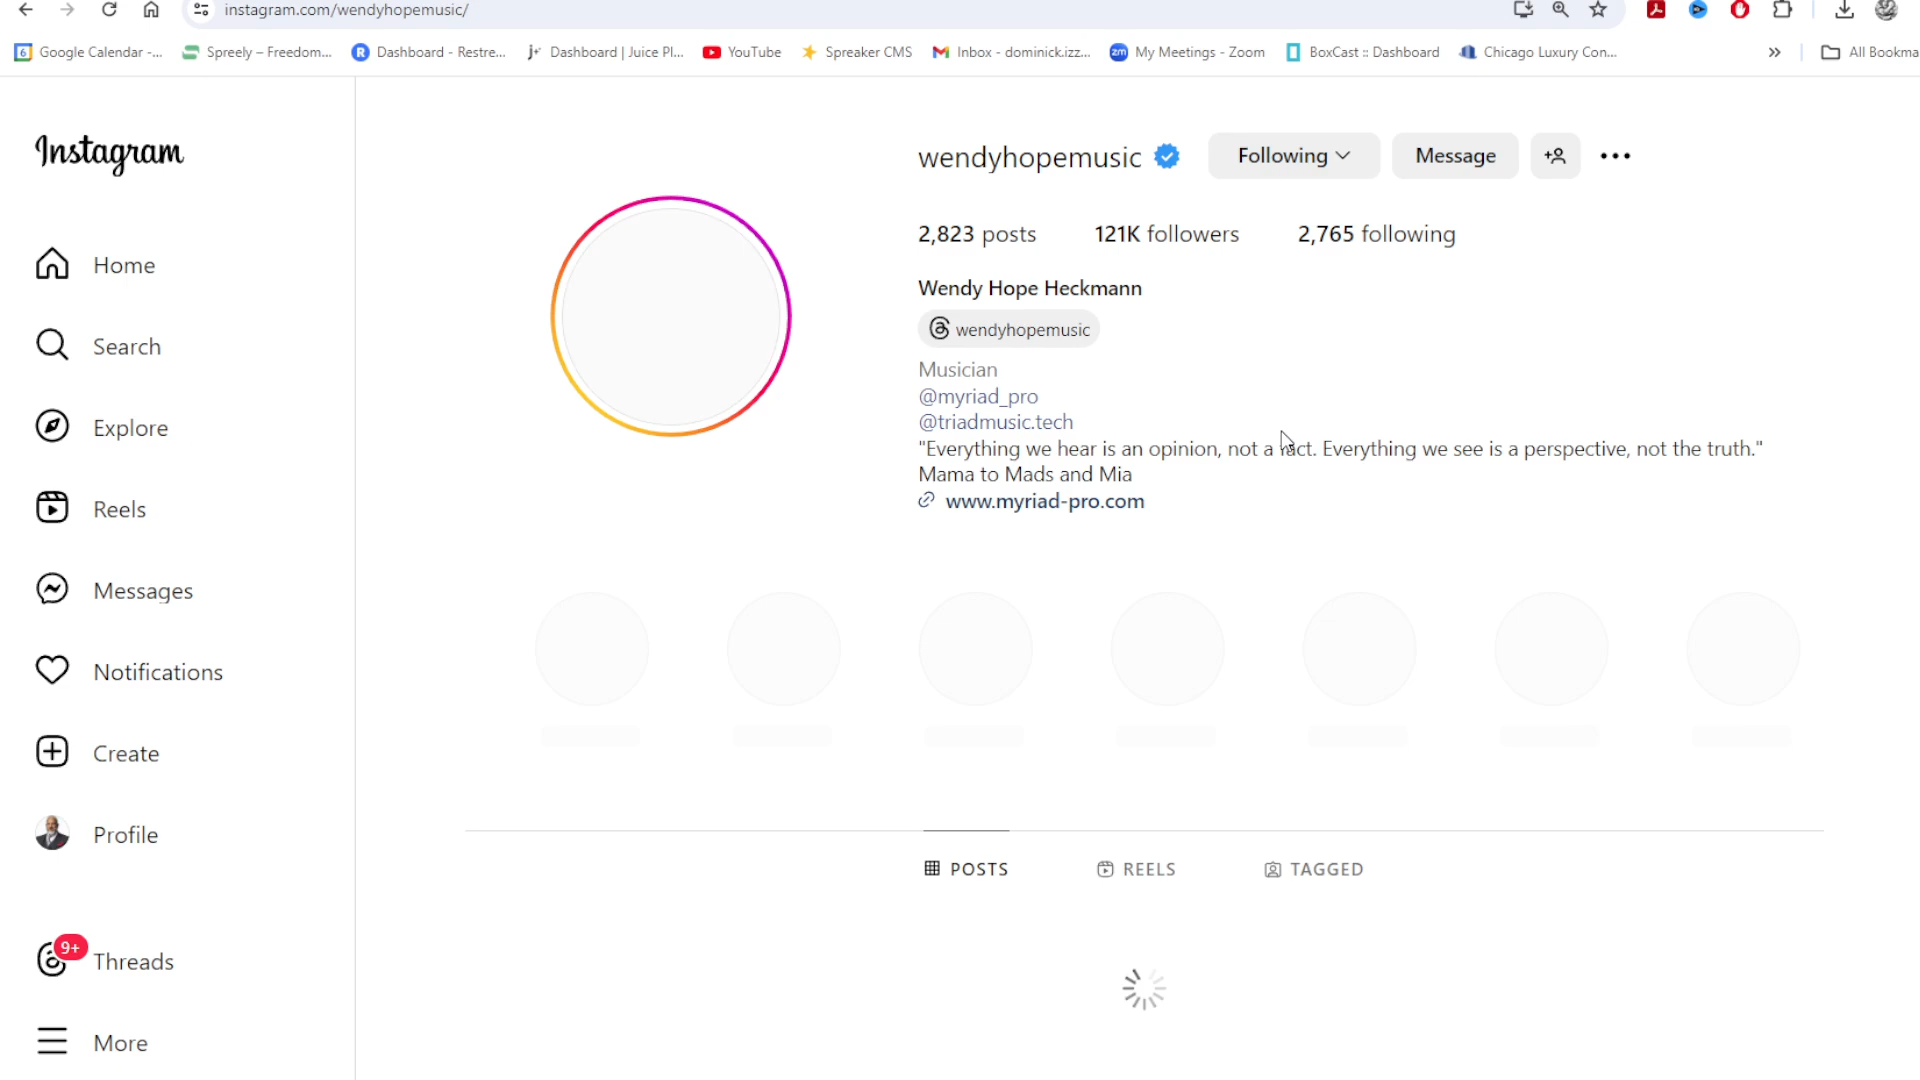 instagram.com/wendyhopemusic/
6 Google Calendar -... Spreely – Freedom... R Dashboard - Restre... j+ Dashboard | Juice Pl... YouTube Spreaker CMS Inbox - dominick.izz... zm My Meetings - Zoom BoxCast :: Dashboard Chicago Luxury Con... » All Bookma
Instagram
wendyhopemusic Following Message
2,823 posts 121K followers 2,765 following
Wendy Hope Heckmann
wendyhopemusic
Musician
@myriad_pro
@triadmusic.tech
"Everything we hear is an opinion, not a fact. Everything we see is a perspective, not the truth."
Mama to Mads and Mia
www.myriad-pro.com
Home
Search
Explore
Reels
Messages
Notifications
Create
Profile
9+ Threads
More
POSTS REELS TAGGED